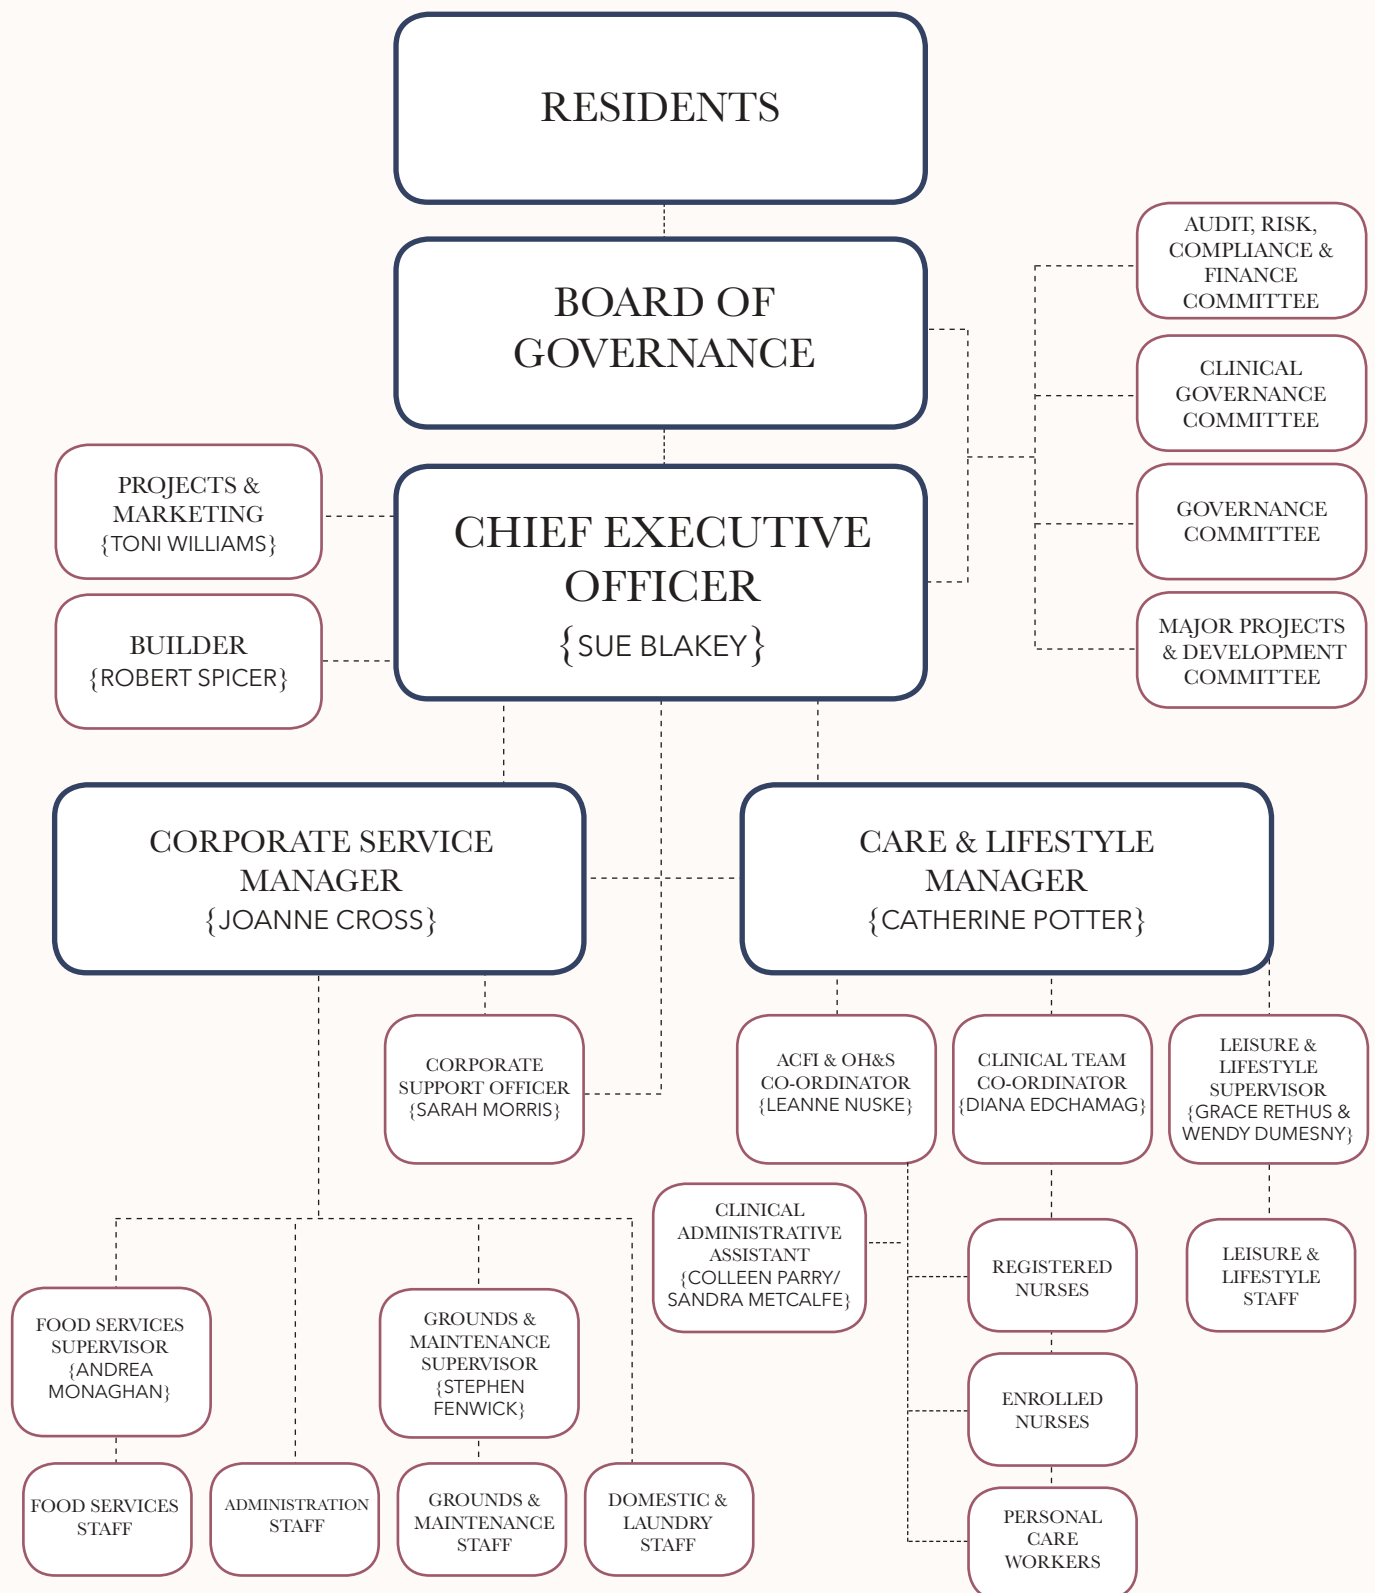 RESIDENTS
BOARD OF
GOVERNANCE
AUDIT, RISK,
COMPLIANCE &
FINANCE
COMMITTEE
CLINICAL
GOVERNANCE
COMMITTEE
GOVERNANCE
COMMITTEE
MAJOR PROJECTS
& DEVELOPMENT
COMMITTEE
PROJECTS &
MARKETING
{TONI WILLIAMS}
BUILDER
{ROBERT SPICER}
CHIEF EXECUTIVE
OFFICER
{SUE BLAKEY}
CORPORATE SERVICE
MANAGER
{JOANNE CROSS}
CARE & LIFESTYLE
MANAGER
{CATHERINE POTTER}
CORPORATE
SUPPORT OFFICER
{SARAH MORRIS}
ACFI & OH&S
CO-ORDINATOR
{LEANNE NUSKE}
CLINICAL TEAM
CO-ORDINATOR
{DIANA EDCHAMAG}
LEISURE &
LIFESTYLE
SUPERVISOR
{GRACE RETHUS &
WENDY DUMESNY}
CLINICAL
ADMINISTRATIVE
ASSISTANT
{COLLEEN PARRY/
SANDRA METCALFE}
REGISTERED
NURSES
LEISURE &
LIFESTYLE
STAFF
FOOD SERVICES
SUPERVISOR
{ANDREA
MONAGHAN}
GROUNDS &
MAINTENANCE
SUPERVISOR
{STEPHEN
FENWICK}
ENROLLED
NURSES
FOOD SERVICES
STAFF
ADMINISTRATION
STAFF
GROUNDS &
MAINTENANCE
STAFF
DOMESTIC &
LAUNDRY
STAFF
PERSONAL
CARE
WORKERS